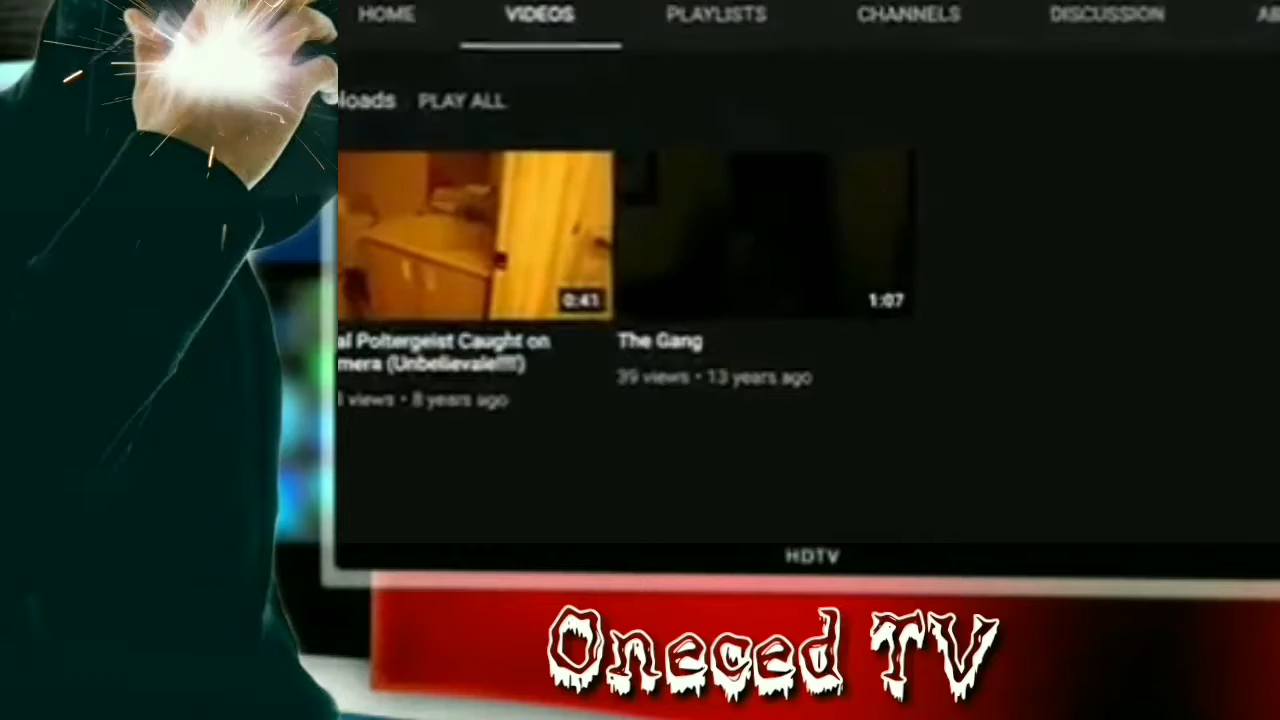 HOME VIDEOS PLAYLISTS CHANNELS DISCUSSION AB
loads PLAY ALL
0:41
1:07
al Poltergeist Caught on
mera (Unbelievale!!!!)
views • 8 years ago
The Gang
39 views • 13 years ago
HDTV
Oneced TV